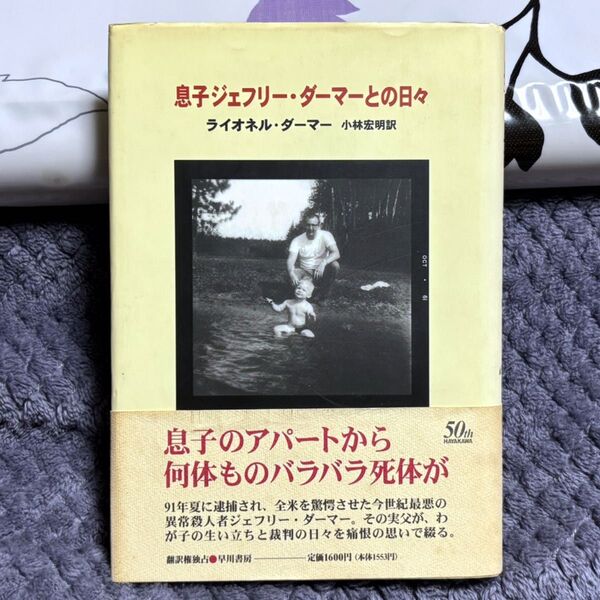 息子ジェフリー・ダーマーとの日々
ライオネル・ダーマー 小林宏明訳
OCT • 61
息子のアパートから
何体ものバラバラ死体が
50th
HAYAKAWA
91年夏に逮捕され、全米を驚愕させた今世紀最悪の
異常殺人者ジェフリー・ダーマー。その実父が、わ
が子の生い立ちと裁判の日々を痛恨の思いで綴る。
翻訳権独占●早川書房────定価1600円(本体1553円)